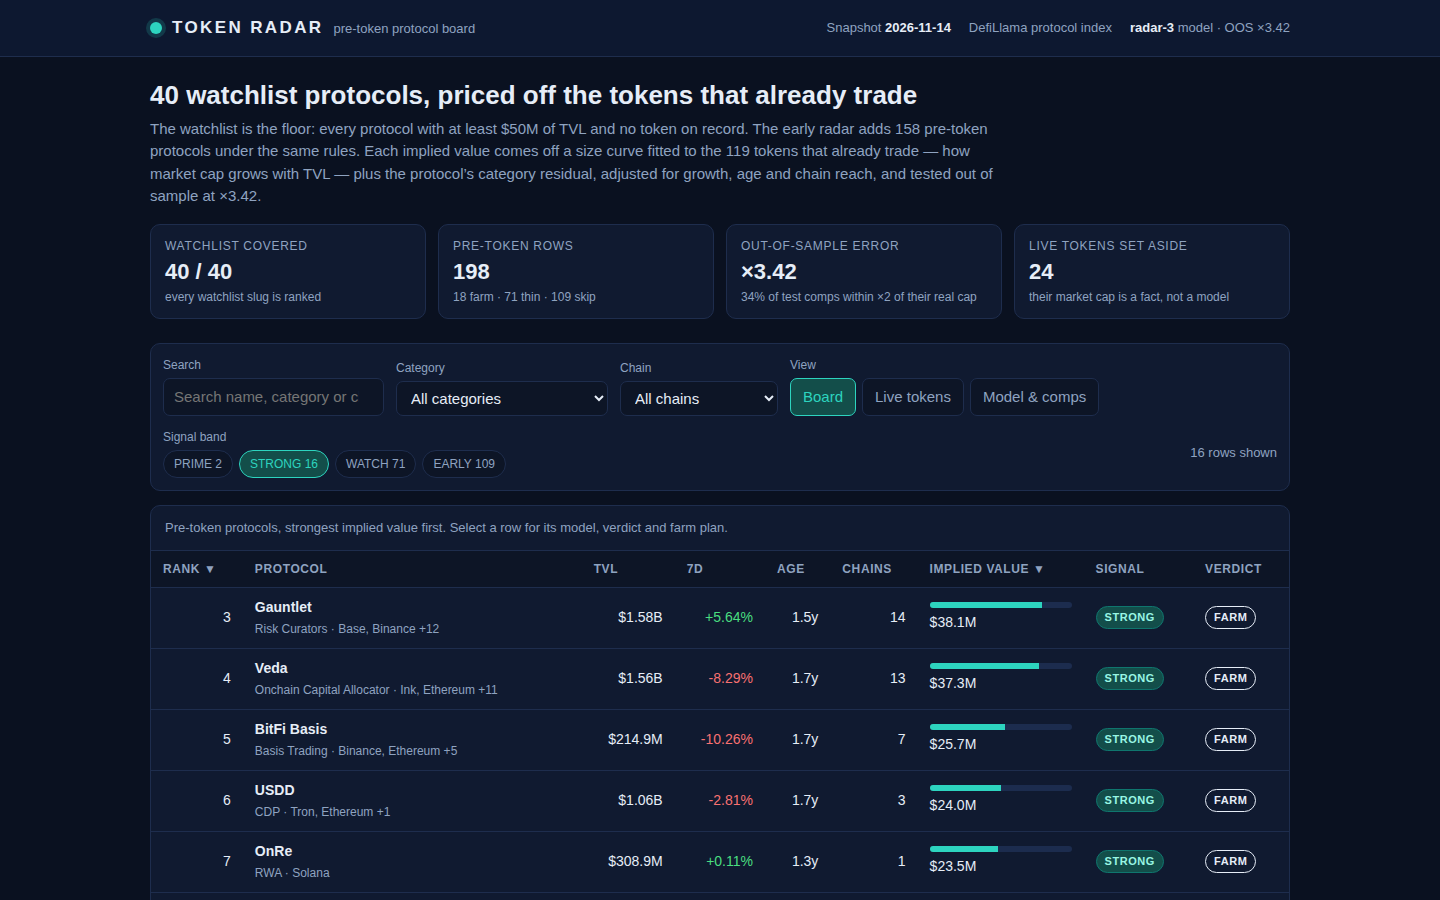 TOKEN RADAR pre-token protocol board
Snapshot 2026-11-14 DefiLlama protocol index radar-3 model · OOS ×3.42
40 watchlist protocols, priced off the tokens that already trade
The watchlist is the floor: every protocol with at least $50M of TVL and no token on record. The early radar adds 158 pre-token
protocols under the same rules. Each implied value comes off a size curve fitted to the 119 tokens that already trade — how
market cap grows with TVL — plus the protocol’s category residual, adjusted for growth, age and chain reach, and tested out of
sample at ×3.42.
WATCHLIST COVERED
40 / 40
every watchlist slug is ranked
PRE-TOKEN ROWS
198
18 farm · 71 thin · 109 skip
OUT-OF-SAMPLE ERROR
×3.42
34% of test comps within ×2 of their real cap
LIVE TOKENS SET ASIDE
24
their market cap is a fact, not a model
Search
Search name, category or c
Category
All categories
Chain
All chains
View
Board Live tokens Model & comps
Signal band
PRIME 2 STRONG 16 WATCH 71 EARLY 109
16 rows shown
Pre-token protocols, strongest implied value first. Select a row for its model, verdict and farm plan.
RANK ▼ PROTOCOL TVL 7D AGE CHAINS IMPLIED VALUE ▼ SIGNAL VERDICT
3 Gauntlet $1.58B +5.64% 1.5y 14 $38.1M STRONG FARM
Risk Curators · Base, Binance +12
4 Veda $1.56B -8.29% 1.7y 13 $37.3M STRONG FARM
Onchain Capital Allocator · Ink, Ethereum +11
5 BitFi Basis $214.9M -10.26% 1.7y 7 $25.7M STRONG FARM
Basis Trading · Binance, Ethereum +5
6 USDD $1.06B -2.81% 1.7y 3 $24.0M STRONG FARM
CDP · Tron, Ethereum +1
7 OnRe $308.9M +0.11% 1.3y 1 $23.5M STRONG FARM
RWA · Solana